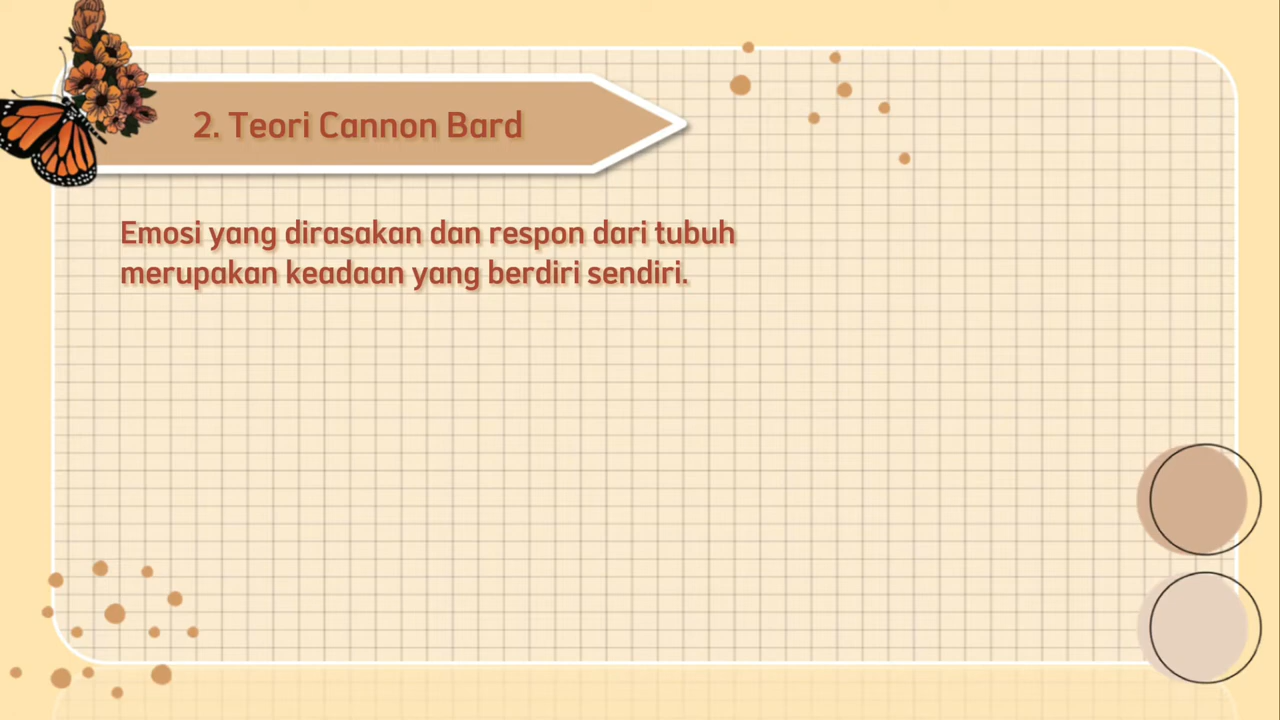 2. Teori Cannon Bard
Emosi yang dirasakan dan respon dari tubuh
merupakan keadaan yang berdiri sendiri.